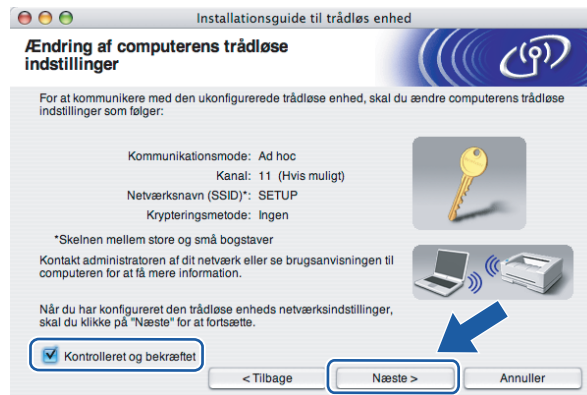 Installationsguide til trådløs enhed
Ændring af computerens trådløse
indstillinger
For at kommunikere med den ukonfigurerede trådløse enhed, skal du ændre computerens trådløse
indstillinger som følger:
Kommunikationsmode: Ad hoc
Kanal: 11 (Hvis muligt)
Netværksnavn (SSID)*: SETUP
Krypteringsmetode: Ingen
*Skelnen mellem store og små bogstaver
Kontakt administratoren af dit netværk eller se brugsanvisningen til
computeren for at få mere information.
Når du har konfigureret den trådløse enheds netværksindstillinger,
skal du klikke på "Næste" for at fortsætte.
Kontrolleret og bekræftet
< Tilbage
Næste >
Annuller